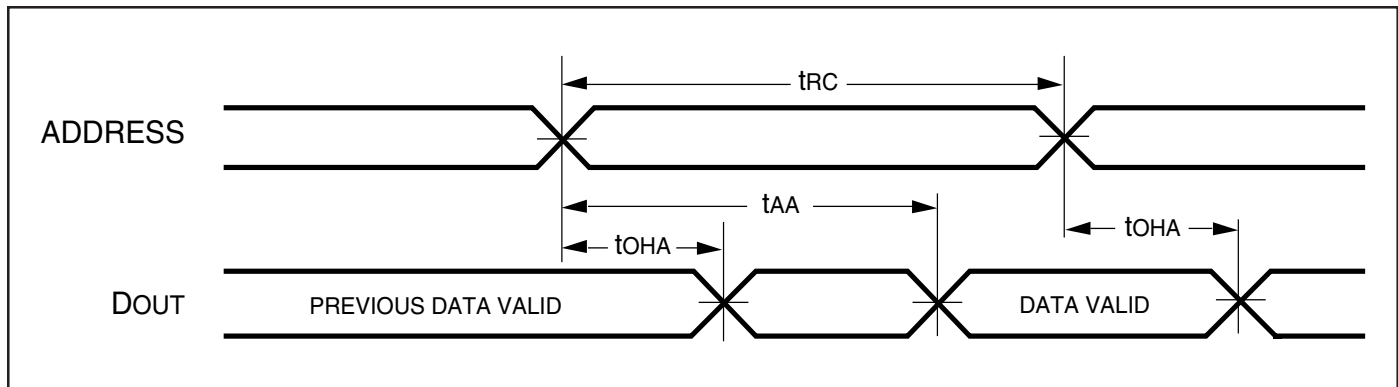 tRC
ADDRESS
tAA
tOHA
tOHA
DOUT
PREVIOUS DATA VALID
DATA VALID